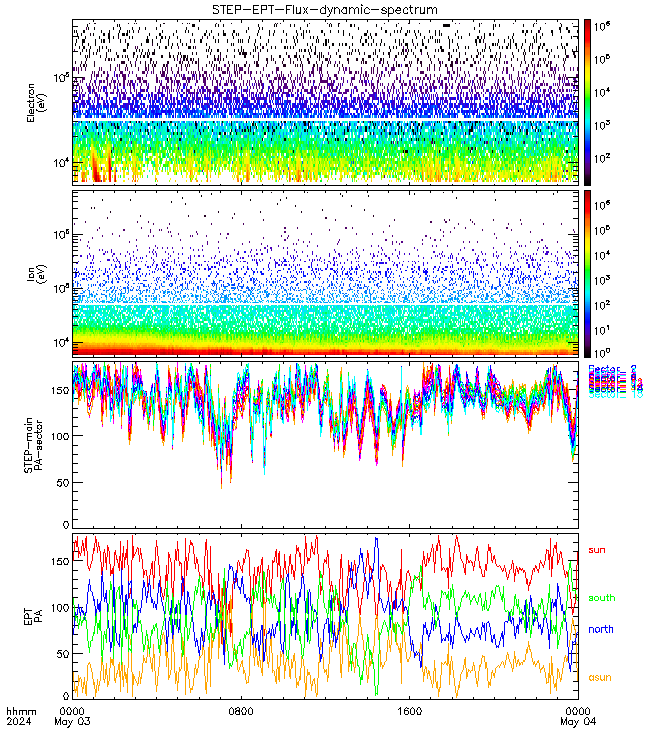 STEP-EPT-Flux-dynamic-spectrum
Electron
(eV)
10⁵
10⁴
10⁶
10⁵
10⁴
10³
10²
Ion
(eV)
10⁶
10⁵
10⁴
10⁶
10⁵
10⁴
10³
10²
10¹
10⁰
STEP-main
PA-sector
150
100
50
0
EPT
PA
150
100
50
0
sun
south
north
asun
hhmm
2024
0000
0800
1600
0000
May 03
May 04